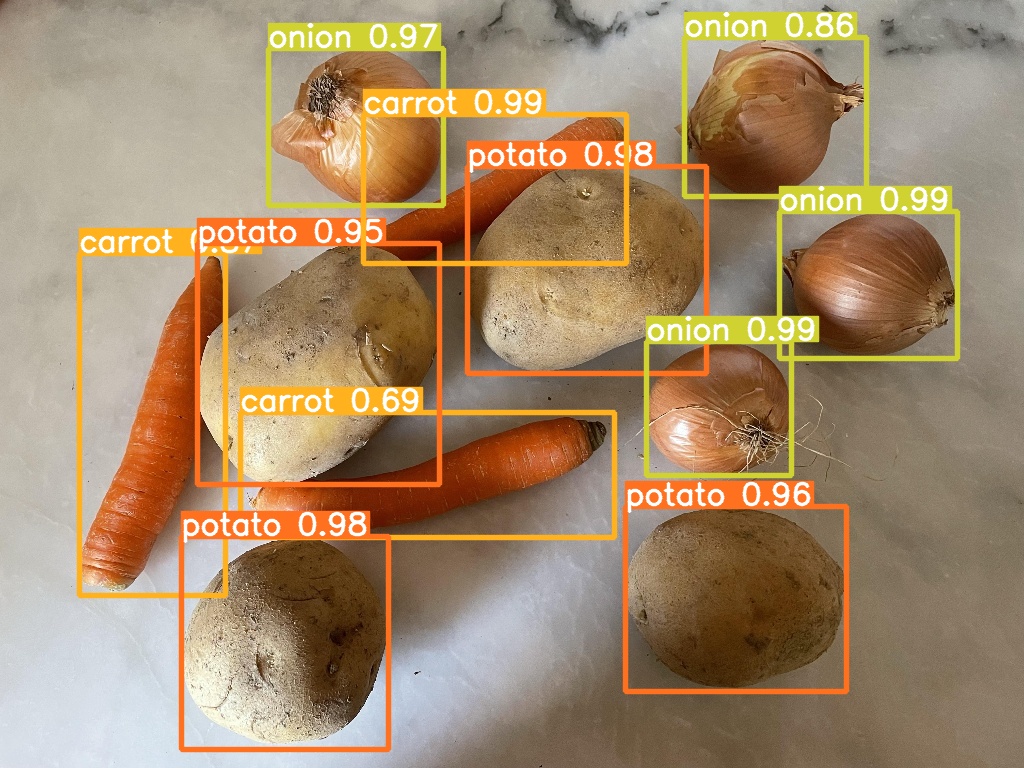 onion 0.97
onion 0.86
carrot 0.99
potato 0.98
onion 0.99
potato 0.95
carrot
onion 0.99
carrot 0.69
potato 0.96
potato 0.98